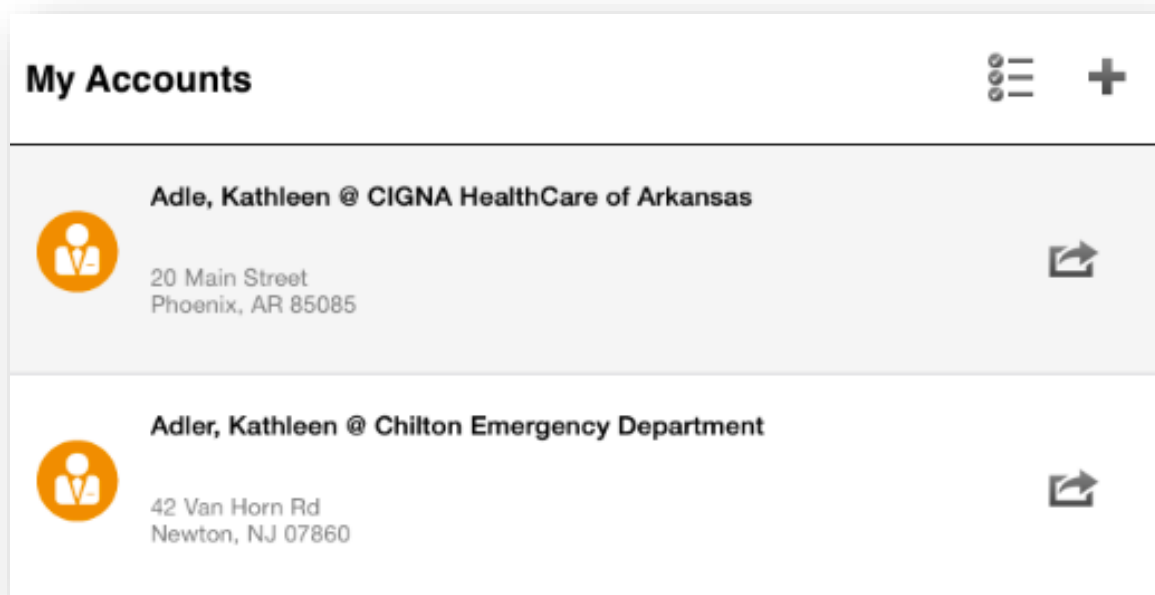 My Accounts
Adle, Kathleen @ CIGNA HealthCare of Arkansas
20 Main Street
Phoenix, AR 85085
Adler, Kathleen @ Chilton Emergency Department
42 Van Horn Rd
Newton, NJ 07860